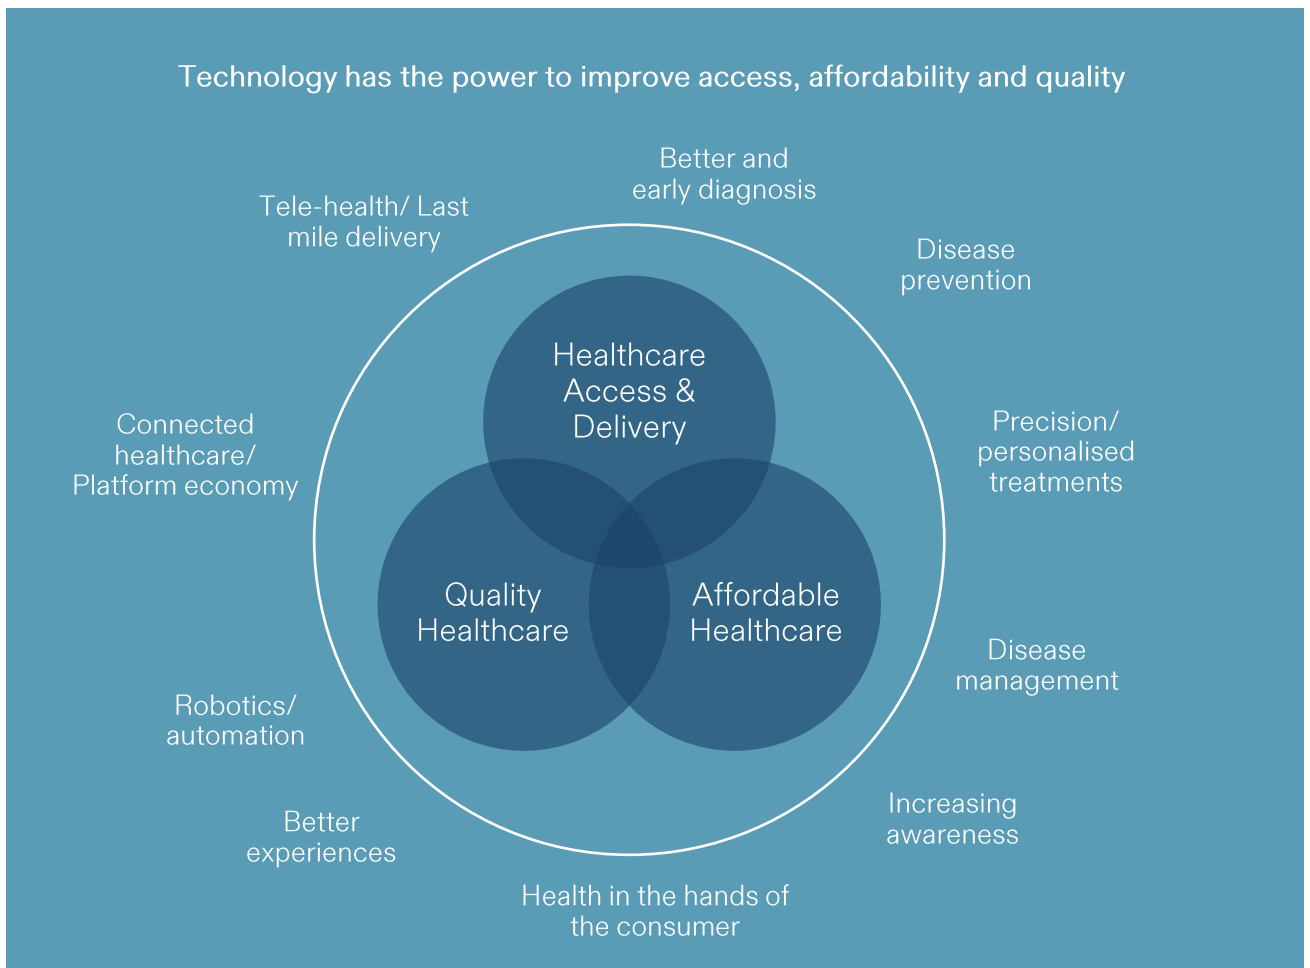 Technology has the power to improve access, affordability and quality
Better and
early diagnosis
Tele-health/ Last
mile delivery
Disease
prevention
Healthcare
Access &
Delivery
Connected
healthcare/
Platform economy
Precision/
personalised
treatments
Quality
Healthcare
Affordable
Healthcare
Disease
management
Robotics/
automation
Increasing
awareness
Better
experiences
Health in the hands of
the consumer